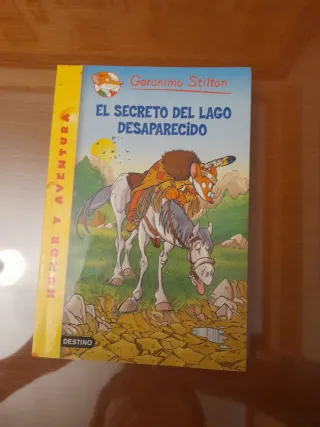 Geronimo Stilton
EL SECRETO DEL LAGO
DESAPARECIDO
HUMOR Y AVENTURA
DESTINO